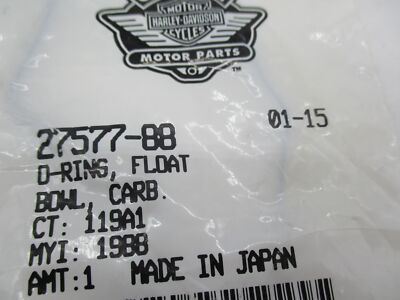 MOTOR
HARLEY-DAVIDSON
CYCLES
MOTOR PARTS
TM
27577-88
01-15
O-RING, FLOAT
BOWL, CARB.
CT: 119A1
MYI: 1988
AMT:1 MADE IN JAPAN